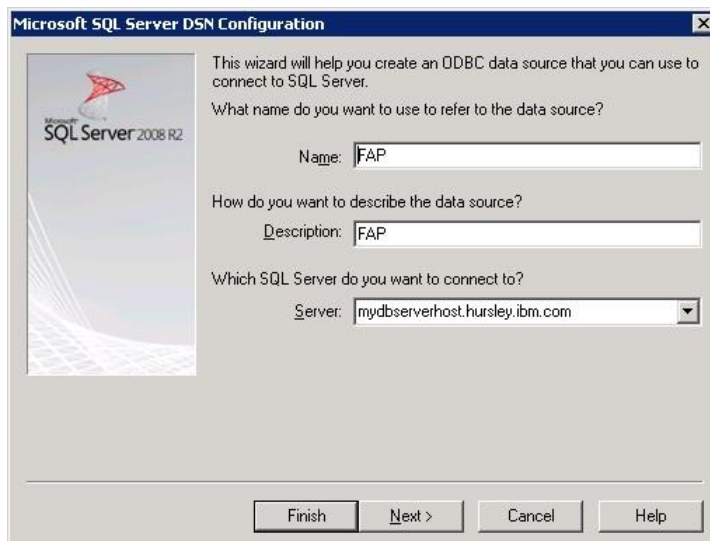 Microsoft SQL Server DSN Configuration
Microsoft
SQL Server 2008 R2
This wizard will help you create an ODBC data source that you can use to
connect to SQL Server.
What name do you want to use to refer to the data source?
Name: FAP
How do you want to describe the data source?
Description: FAP
Which SQL Server do you want to connect to?
Server: mydbserverhost.hursley.ibm.com
Finish Next > Cancel Help